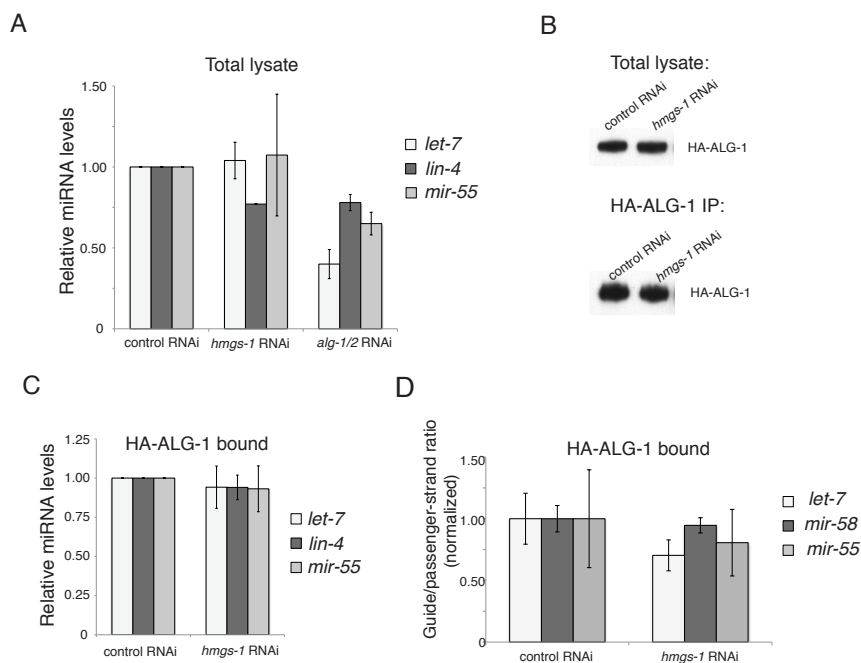 A
Total lysate
Relative miRNA levels
1.50
1.00
0.50
0
control RNAi
hmgs-1 RNAi
alg-1/2 RNAi
let-7
lin-4
mir-55
B
Total lysate:
control RNAi
hmgs-1 RNAi
HA-ALG-1
HA-ALG-1 IP:
control RNAi
hmgs-1 RNAi
HA-ALG-1
C
HA-ALG-1 bound
Relative miRNA levels
1.25
1.00
0.75
0.50
0.25
0
control RNAi
hmgs-1 RNAi
let-7
lin-4
mir-55
D
HA-ALG-1 bound
Guide/passenger-strand ratio
(normalized)
1.50
1.00
0.50
0
control RNAi
hmgs-1 RNAi
let-7
mir-58
mir-55